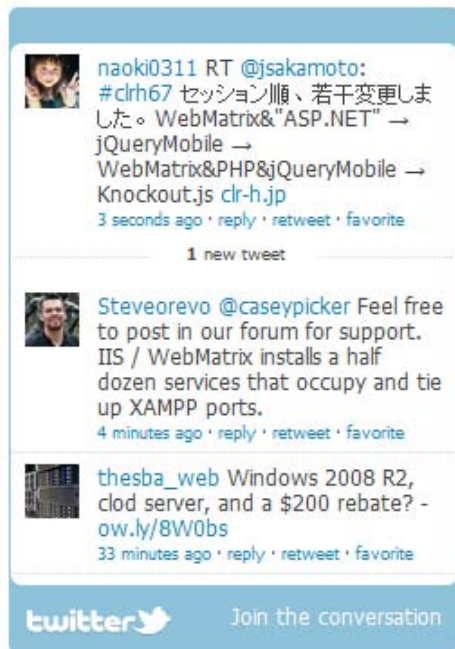 naoki0311 RT @jsakamoto:
#clrh67 セッション順、若干変更しま
した。WebMatrix&"ASP.NET" →
jQueryMobile →
WebMatrix&PHP&jQueryMobile →
Knockout.js clr-h.jp
3 seconds ago · reply · retweet · favorite
1 new tweet
Steveorevo @caseypicker Feel free
to post in our forum for support.
IIS / WebMatrix installs a half
dozen services that occupy and tie
up XAMPP ports.
4 minutes ago · reply · retweet · favorite
thesba_web Windows 2008 R2,
clod server, and a $200 rebate? -
ow.ly/8W0bs
33 minutes ago · reply · retweet · favorite
twitter Join the conversation